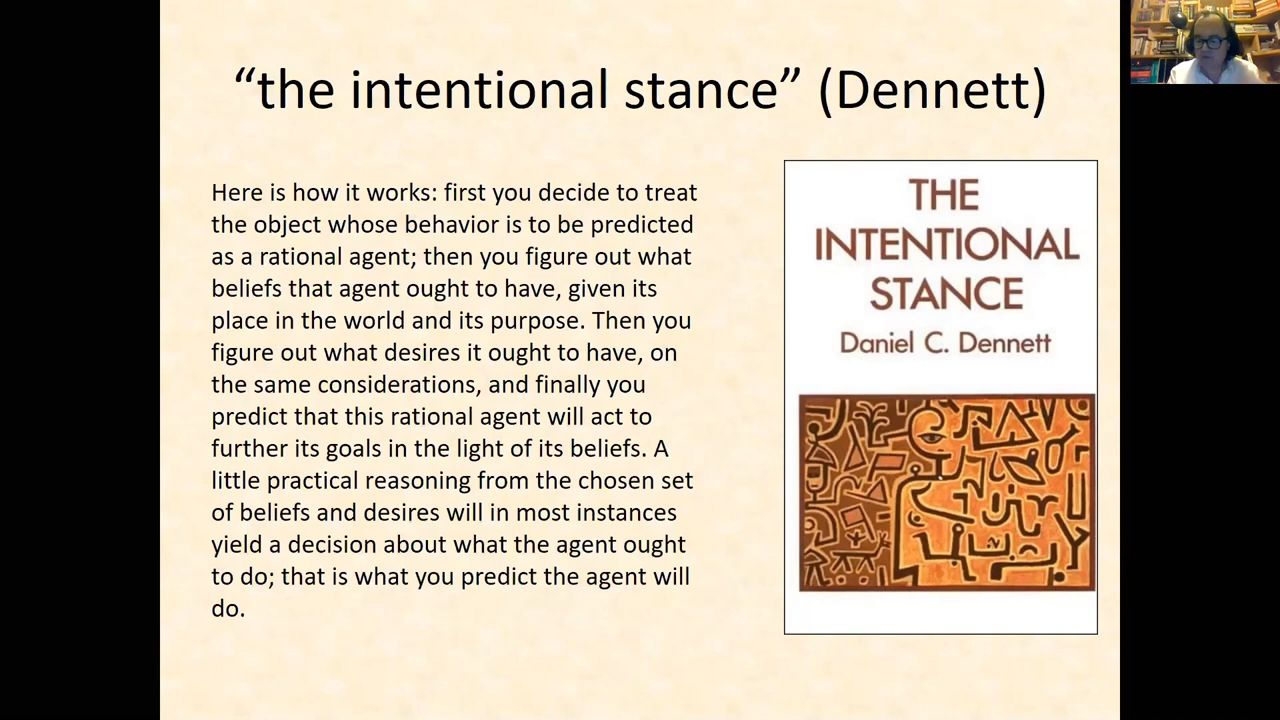 “the intentional stance” (Dennett)
Here is how it works: first you decide to treat
the object whose behavior is to be predicted
as a rational agent; then you figure out what
beliefs that agent ought to have, given its
place in the world and its purpose. Then you
figure out what desires it ought to have, on
the same considerations, and finally you
predict that this rational agent will act to
further its goals in the light of its beliefs. A
little practical reasoning from the chosen set
of beliefs and desires will in most instances
yield a decision about what the agent ought
to do; that is what you predict the agent will
do.
THE
INTENTIONAL
STANCE
Daniel C. Dennett